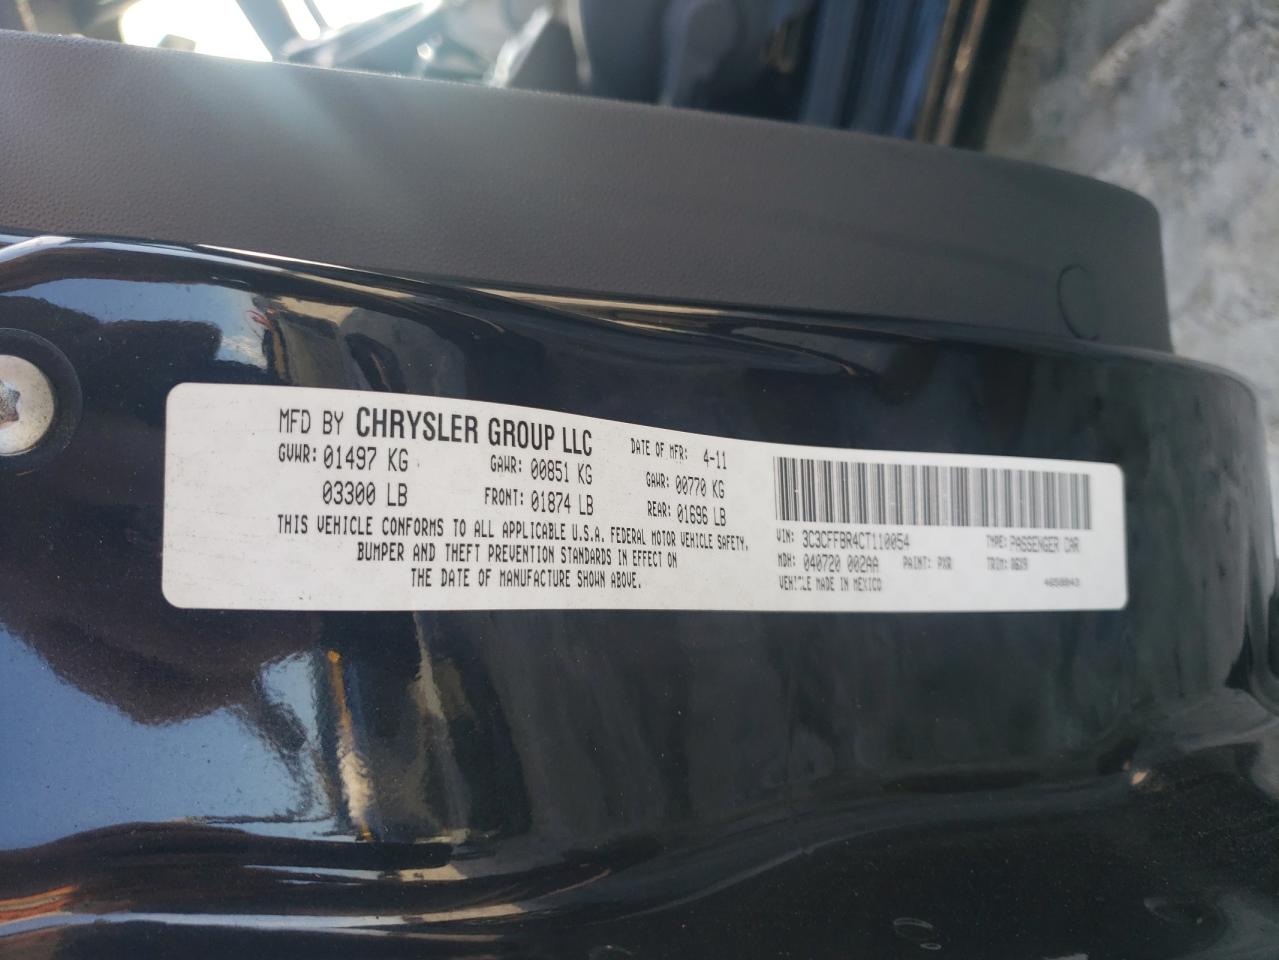 MFD BY CHRYSLER GROUP LLC DATE OF MFR: 4-11
GVWR: 01497 KG GAWR: 00851 KG GAWR: 00770 KG
03300 LB FRONT: 01874 LB REAR: 01696 LB
THIS VEHICLE CONFORMS TO ALL APPLICABLE U.S.A. FEDERAL MOTOR VEHICLE SAFETY,
BUMPER AND THEFT PREVENTION STANDARDS IN EFFECT ON
THE DATE OF MANUFACTURE SHOWN ABOVE.
VIN: 3C3CFFBR4CT110054 TYPE: PASSENGER CAR
MDH: 040720 002AA PAINT: PXR TRIM:
VEHICLE MADE IN MEXICO